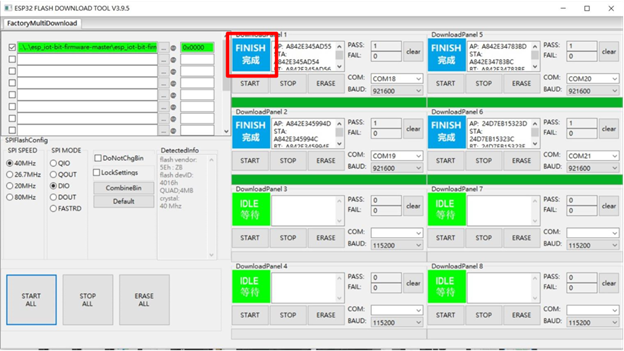 ESP32 FLASH DOWNLOAD TOOL V3.9.5
FactoryMultiDownload
..\..\esp_iot-bit-firmware-master\esp_iot-bit-firn ... @ 0x0000
... @
... @
... @
... @
... @
... @
SPIFlashConfig
SPI SPEED
40MHz
26.7MHz
20MHz
80MHz
SPI MODE
QIO
QOUT
DIO
DOUT
FASTRD
DoNotChgBin
LockSettings
CombineBin
Default
DetectedInfo
flash vendor:
5Eh : ZB
flash devID:
4016h
QUAD;4MB
crystal:
40 Mhz
START
ALL
STOP
ALL
ERASE
ALL
DownloadPanel 1
FINISH
完成
AP: A842E345AD55
STA:
A842E345AD54
PASS: 1
FAIL: 0
clear
START STOP ERASE
COM: COM18
BAUD: 921600
DownloadPanel 2
FINISH
完成
AP: A842E345994D
STA:
A842E345994C
PASS: 1
FAIL: 0
clear
START STOP ERASE
COM: COM19
BAUD: 921600
DownloadPanel 3
IDLE
等待
PASS: 0
FAIL: 0
clear
START STOP ERASE
COM:
BAUD: 115200
DownloadPanel 4
IDLE
等待
PASS: 0
FAIL: 0
clear
START STOP ERASE
COM:
BAUD: 115200
DownloadPanel 5
FINISH
完成
AP: A842E34783BD
STA:
A842E34783BC
PASS: 1
FAIL: 0
clear
START STOP ERASE
COM: COM20
BAUD: 921600
DownloadPanel 6
FINISH
完成
AP: 24D7EB15323D
STA:
24D7EB15323C
PASS: 1
FAIL: 0
clear
START STOP ERASE
COM: COM21
BAUD: 921600
DownloadPanel 7
IDLE
等待
PASS: 0
FAIL: 0
clear
START STOP ERASE
COM:
BAUD: 115200
DownloadPanel 8
IDLE
等待
PASS: 0
FAIL: 0
clear
START STOP ERASE
COM:
BAUD: 115200